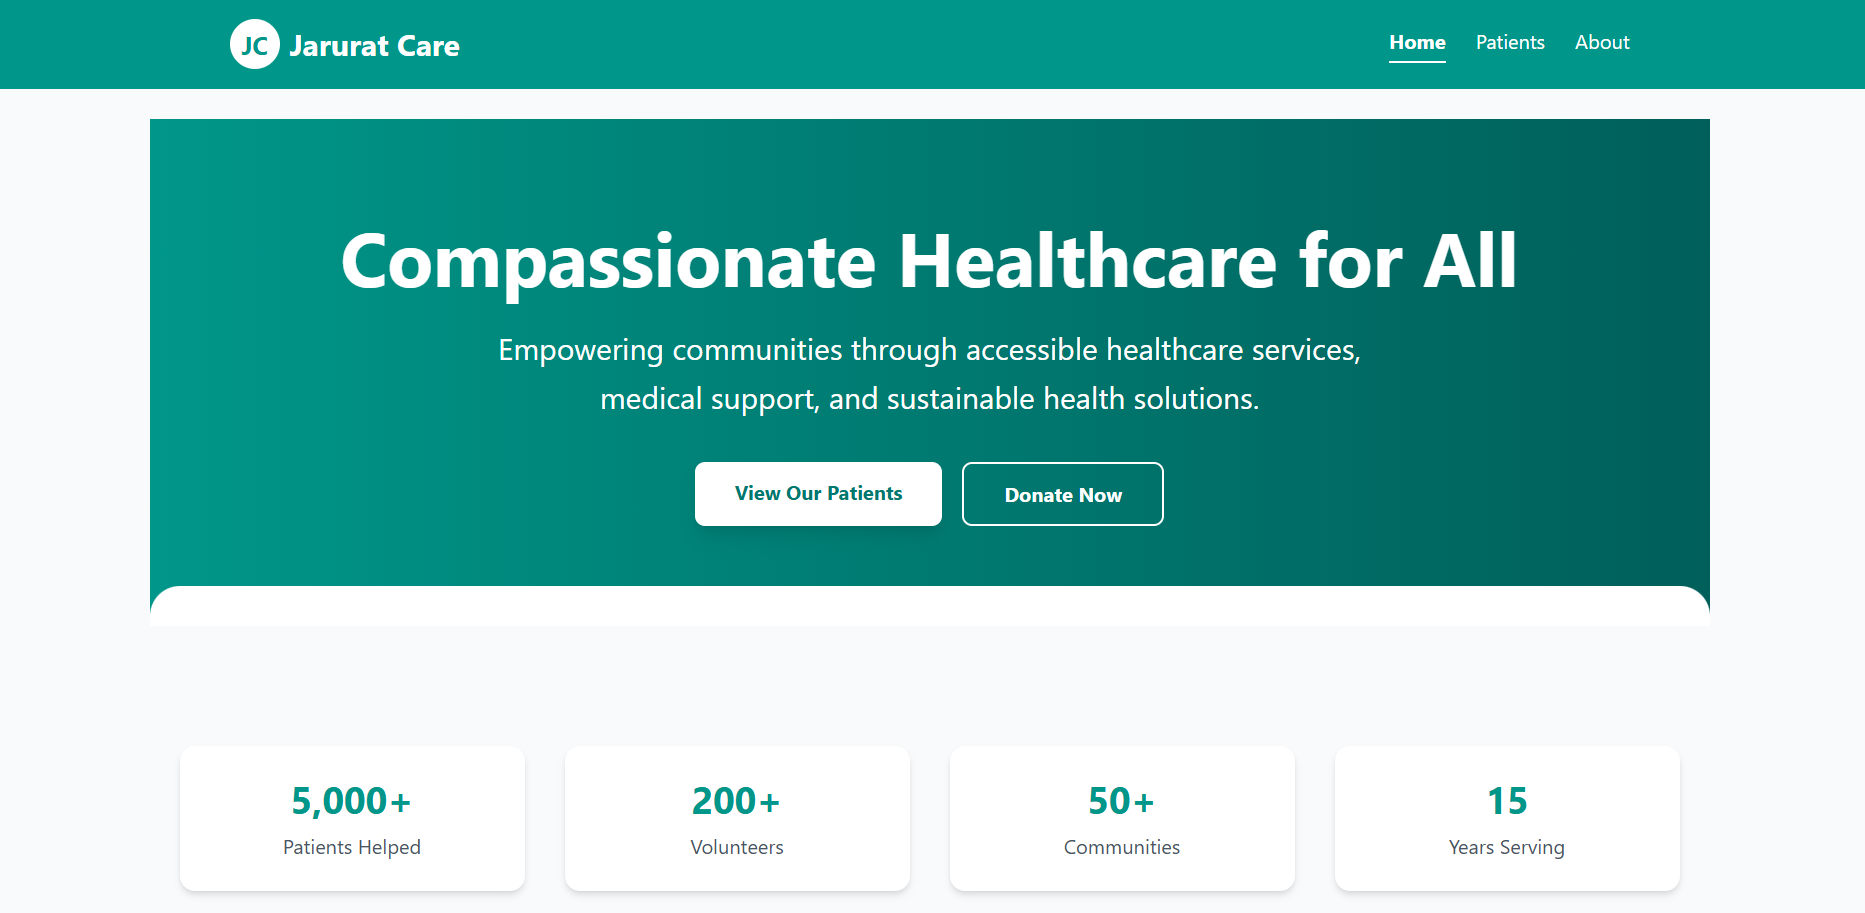 JC Jarurat Care
Home Patients About
Compassionate Healthcare for All
Empowering communities through accessible healthcare services,
medical support, and sustainable health solutions.
View Our Patients
Donate Now
5,000+
Patients Helped
200+
Volunteers
50+
Communities
15
Years Serving